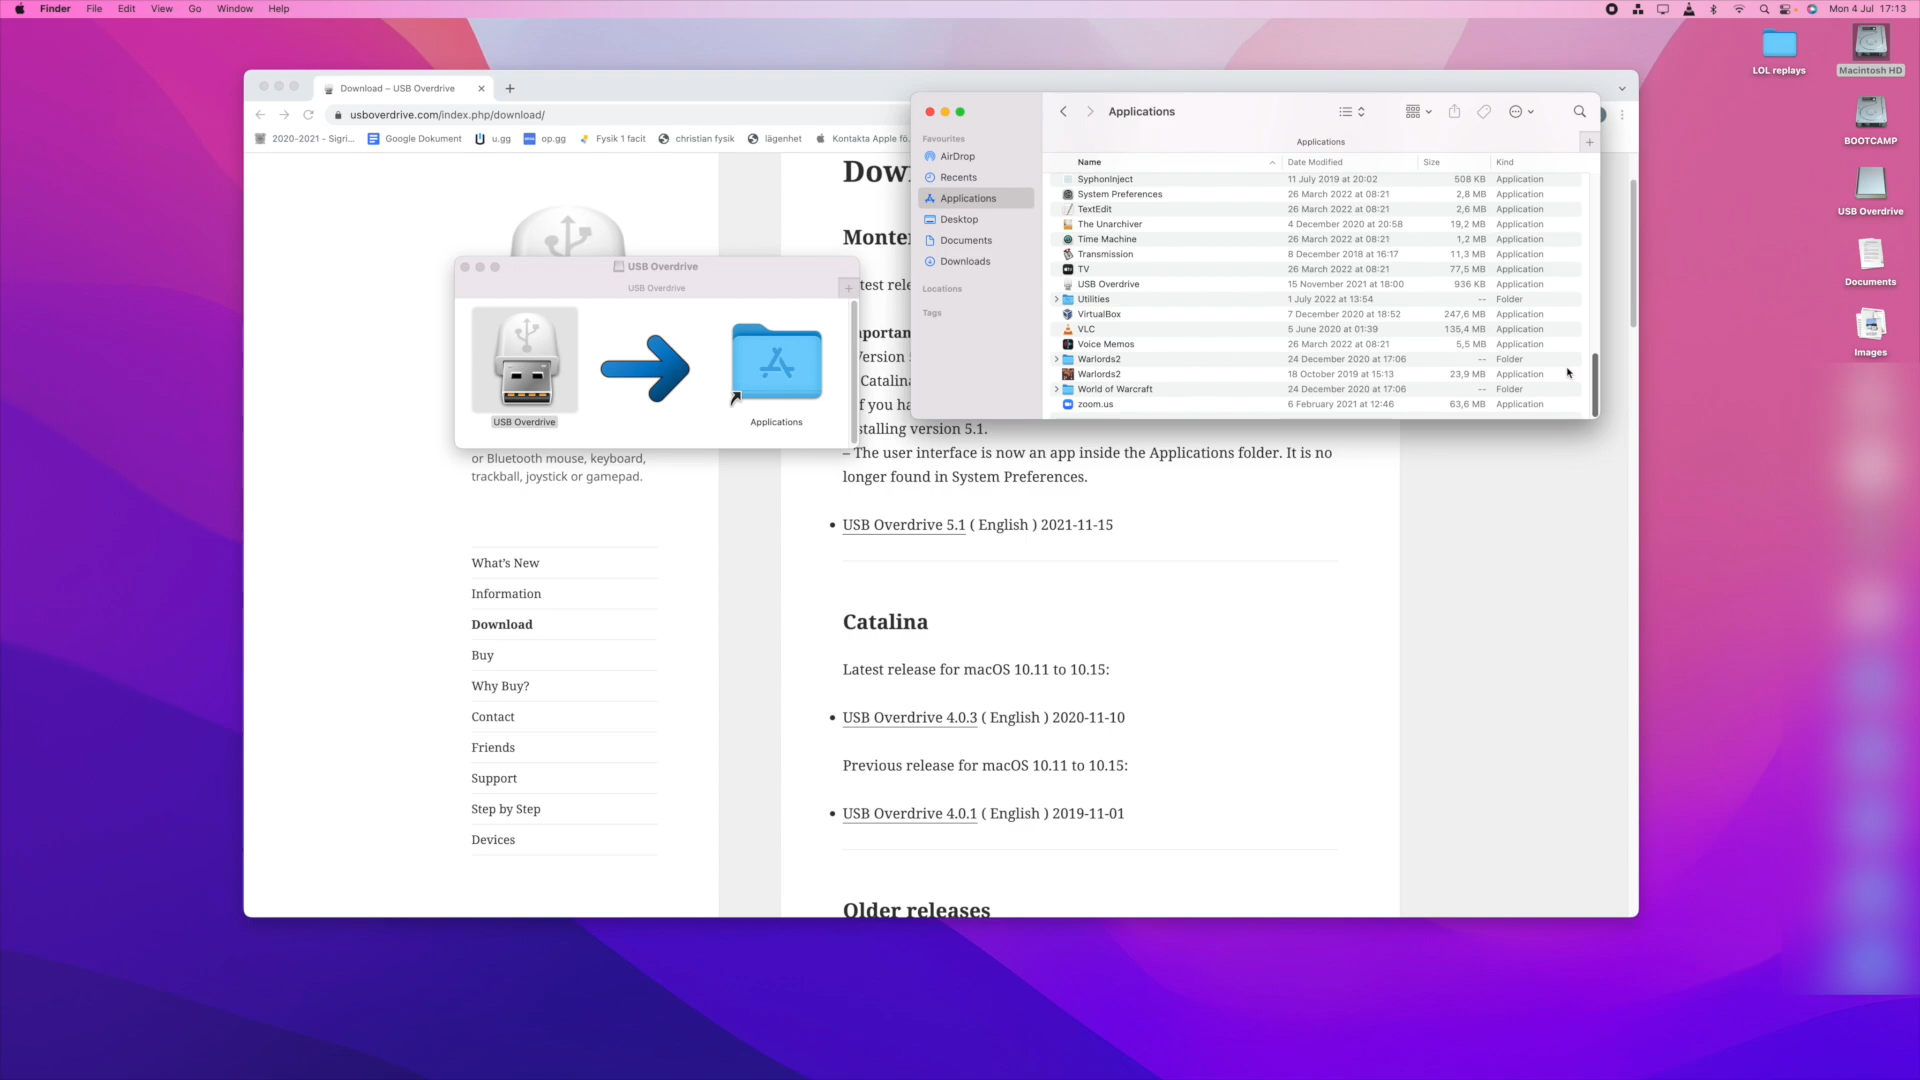 Finder File Edit View Go Window Help
Mon 4 Jul 17:13
LOL replays
Macintosh HD
BOOTCAMP
USB Overdrive
Documents
Images
Download – USB Overdrive
usboverdrive.com/index.php/download/
2020-2021 - Sigri... Google Dokument u.gg op.gg Fysik 1 facit christian fysik lägenhet Kontakta Apple fö
Dow
Monte
test rele
portan
Version
Catalina
f you ha
stalling version 5.1.
– The user interface is now an app inside the Applications folder. It is no
longer found in System Preferences.
USB Overdrive 5.1 ( English ) 2021-11-15
Catalina
Latest release for macOS 10.11 to 10.15:
USB Overdrive 4.0.3 ( English ) 2020-11-10
Previous release for macOS 10.11 to 10.15:
USB Overdrive 4.0.1 ( English ) 2019-11-01
Older releases
or Bluetooth mouse, keyboard,
trackball, joystick or gamepad.
What's New
Information
Download
Buy
Why Buy?
Contact
Friends
Support
Step by Step
Devices
USB Overdrive
USB Overdrive
USB Overdrive
Applications
Favourites
AirDrop
Recents
Applications
Desktop
Documents
Downloads
Locations
Tags
Applications
Applications
Name Date Modified Size Kind
SyphonInject 11 July 2019 at 20:02 508 KB Application
System Preferences 26 March 2022 at 08:21 2,8 MB Application
TextEdit 26 March 2022 at 08:21 2,6 MB Application
The Unarchiver 4 December 2020 at 20:58 19,2 MB Application
Time Machine 26 March 2022 at 08:21 1,2 MB Application
Transmission 8 December 2018 at 16:17 11,3 MB Application
TV 26 March 2022 at 08:21 77,5 MB Application
USB Overdrive 15 November 2021 at 18:00 936 KB Application
Utilities 1 July 2022 at 13:54 -- Folder
VirtualBox 7 December 2020 at 18:52 247,6 MB Application
VLC 5 June 2020 at 01:39 135,4 MB Application
Voice Memos 26 March 2022 at 08:21 5,5 MB Application
Warlords2 24 December 2020 at 17:06 -- Folder
Warlords2 18 October 2019 at 15:13 23,9 MB Application
World of Warcraft 24 December 2020 at 17:06 -- Folder
zoom.us 6 February 2021 at 12:46 63,6 MB Application